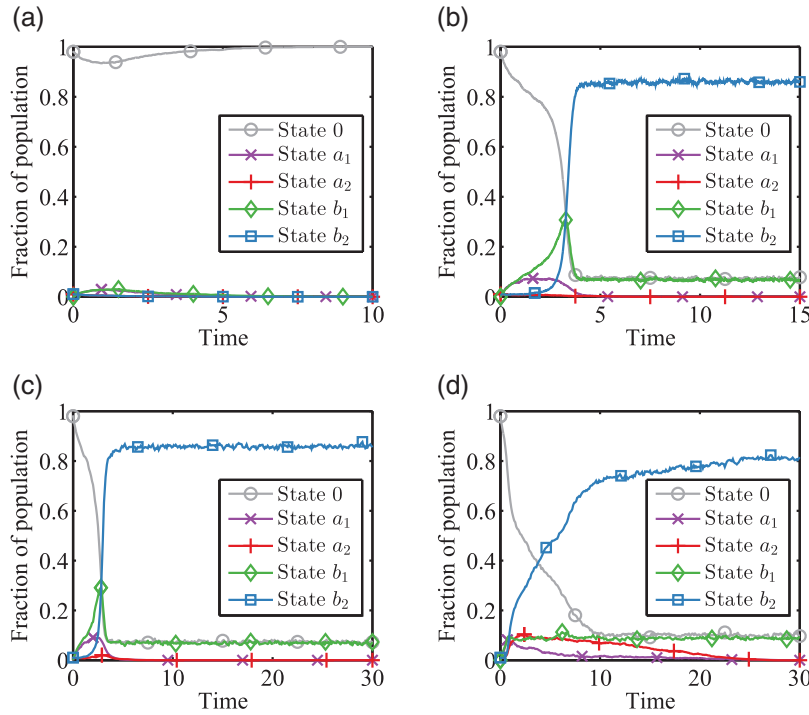 (a)
Fraction of population
1
0.8
0.6
0.4
0.2
0
State 0
State a₁
State a₂
State b₁
State b₂
0 5 10
Time
(b)
Fraction of population
1
0.8
0.6
0.4
0.2
0
State 0
State a₁
State a₂
State b₁
State b₂
0 5 10 15
Time
(c)
Fraction of population
1
0.8
0.6
0.4
0.2
0
State 0
State a₁
State a₂
State b₁
State b₂
0 10 20 30
Time
(d)
Fraction of population
1
0.8
0.6
0.4
0.2
0
State 0
State a₁
State a₂
State b₁
State b₂
0 10 20 30
Time